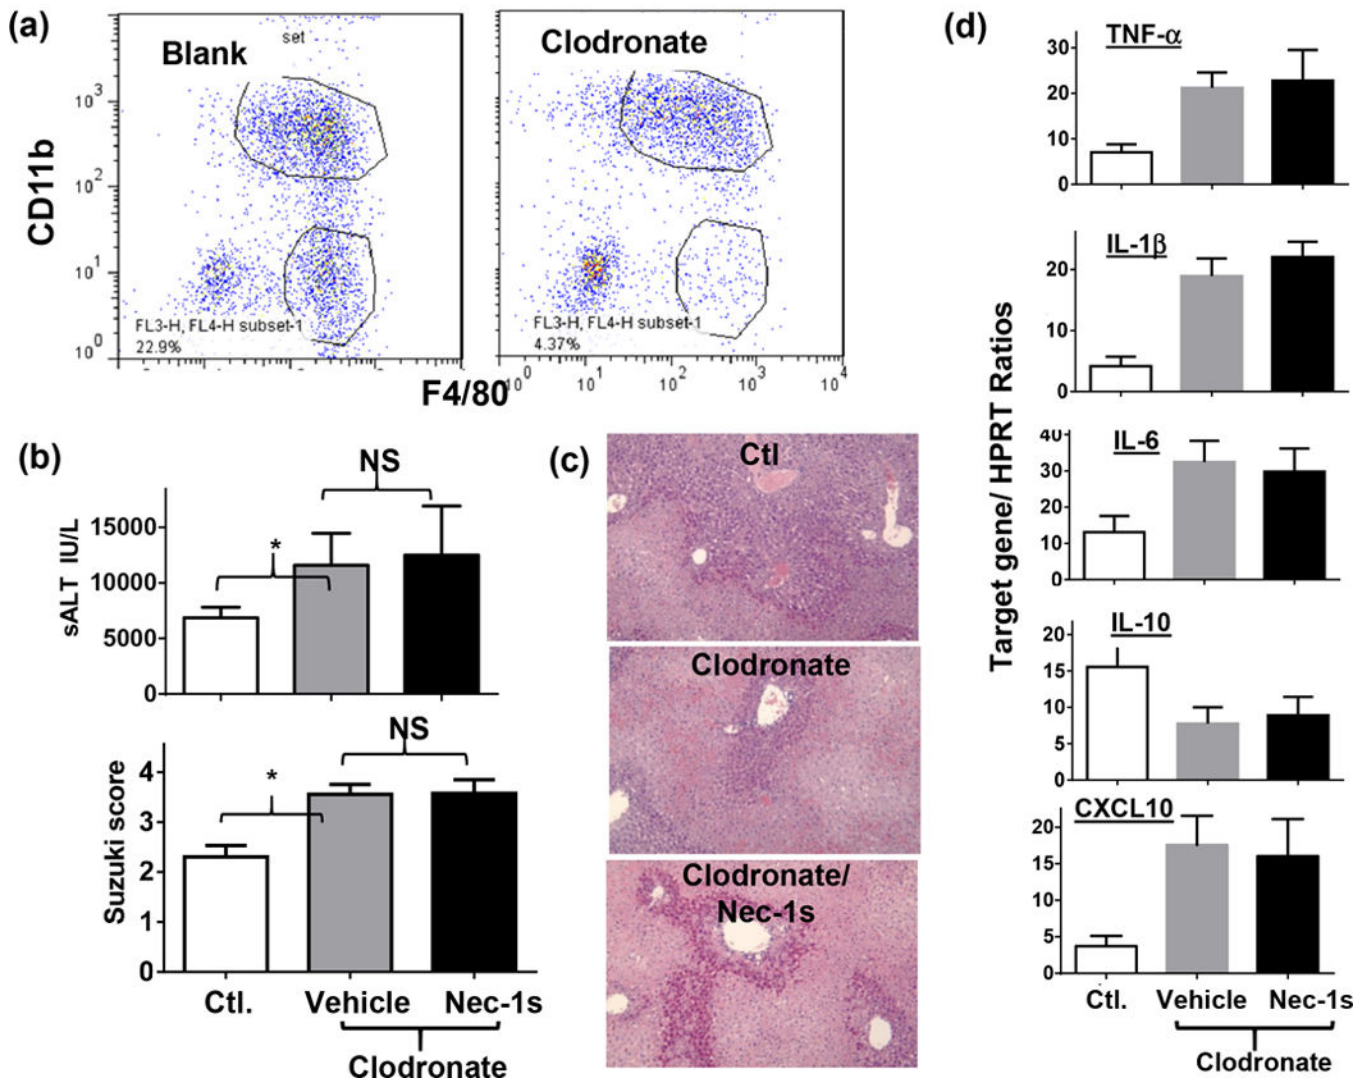 (a)
Blank
set
Clodronate
CD11b
10³
10²
10¹
10⁰
FL3-H, FL4-H subset-1
22.9%
FL3-H, FL4-H subset-1
4.37%
F4/80
10⁰ 10¹ 10² 10³ 10⁴
(b)
NS
*
sALT IU/L
15000
10000
5000
0
NS
*
Suzuki score
4
3
2
1
0
Ctl. Vehicle Nec-1s
Clodronate
(c)
Ctl
Clodronate
Clodronate/
Nec-1s
(d)
Target gene/ HPRT Ratios
TNF-α
30
20
10
0
IL-1β
20
10
0
IL-6
40
30
20
10
0
IL-10
20
15
10
5
0
CXCL10
20
15
10
5
0
Ctl. Vehicle Nec-1s
Clodronate